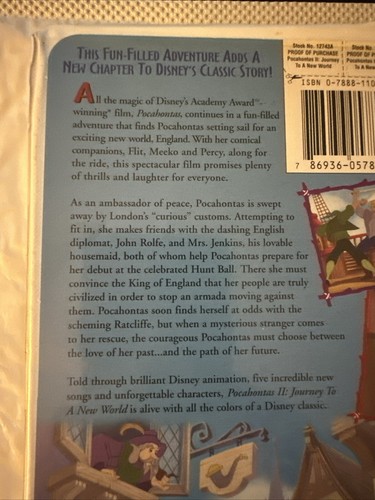 THIS FUN-FILLED ADVENTURE ADDS A
NEW CHAPTER TO DISNEY'S CLASSIC STORY!
All the magic of Disney's Academy Award™-
winning* film, Pocahontas, continues in a fun-filled
adventure that finds Pocahontas setting sail for an
exciting new world, England. With her comical
companions, Flit, Meeko and Percy, along for
the ride, this spectacular film promises plenty
of thrills and laughter for everyone.
As an ambassador of peace, Pocahontas is swept
away by London's "curious" customs. Attempting to
fit in, she makes friends with the dashing English
diplomat, John Rolfe, and Mrs. Jenkins, his lovable
housemaid, both of whom help Pocahontas prepare for
her debut at the celebrated Hunt Ball. There she must
convince the King of England that her people are truly
civilized in order to stop an armada moving against
them. Pocahontas soon finds herself at odds with the
scheming Ratcliffe, but when a mysterious stranger comes
to her rescue, the courageous Pocahontas must choose between
the love of her past...and the path of her future.
Told through brilliant Disney animation, five incredible new
songs and unforgettable characters, Pocahontas II: Journey To
A New World is alive with all the colors of a Disney classic.
Stock No. 12743A
PROOF OF PURCHASE
Pocahontas II: Journey
To A New World
Stock
PROOF OF P
Pocahontas
To A Ne
ISBN 0-7888-110
7 86936-0578